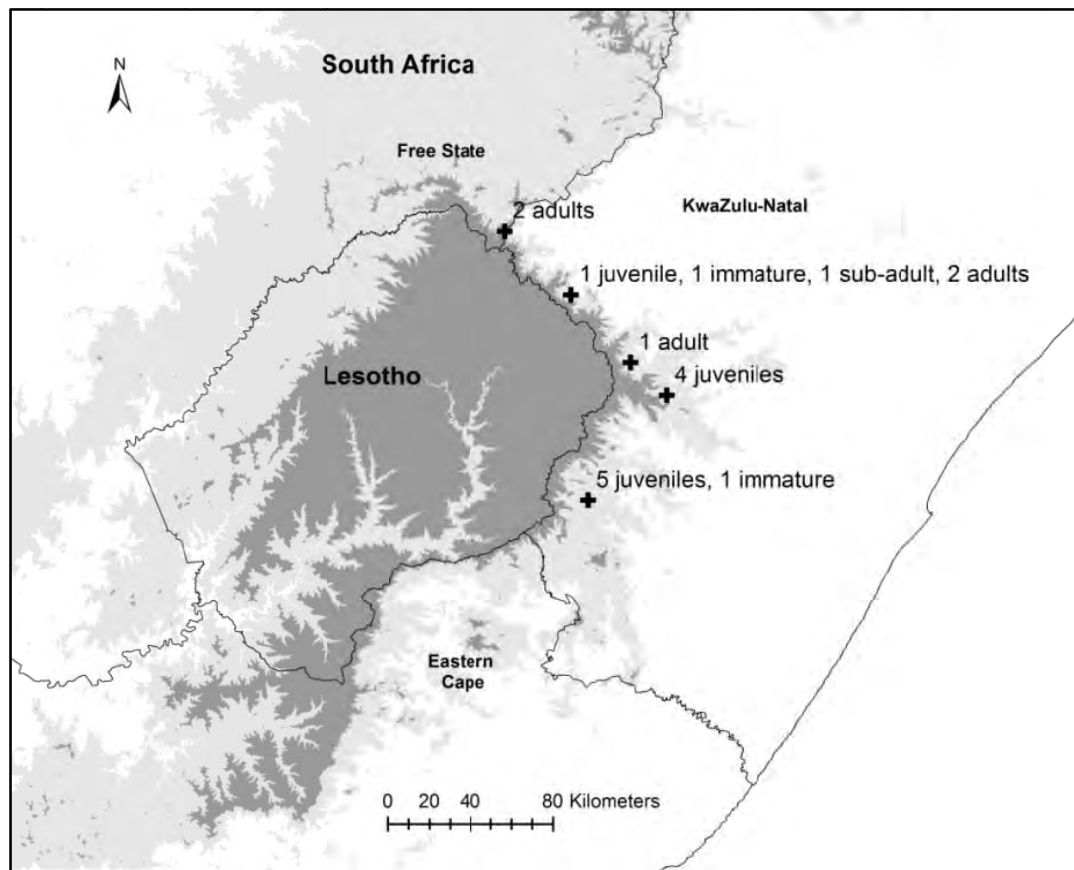 South Africa
N
Free State
2 adults
KwaZulu-Natal
1 juvenile, 1 immature, 1 sub-adult, 2 adults
1 adult
Lesotho
4 juveniles
5 juveniles, 1 immature
Eastern
Cape
0 20 40 80 Kilometers